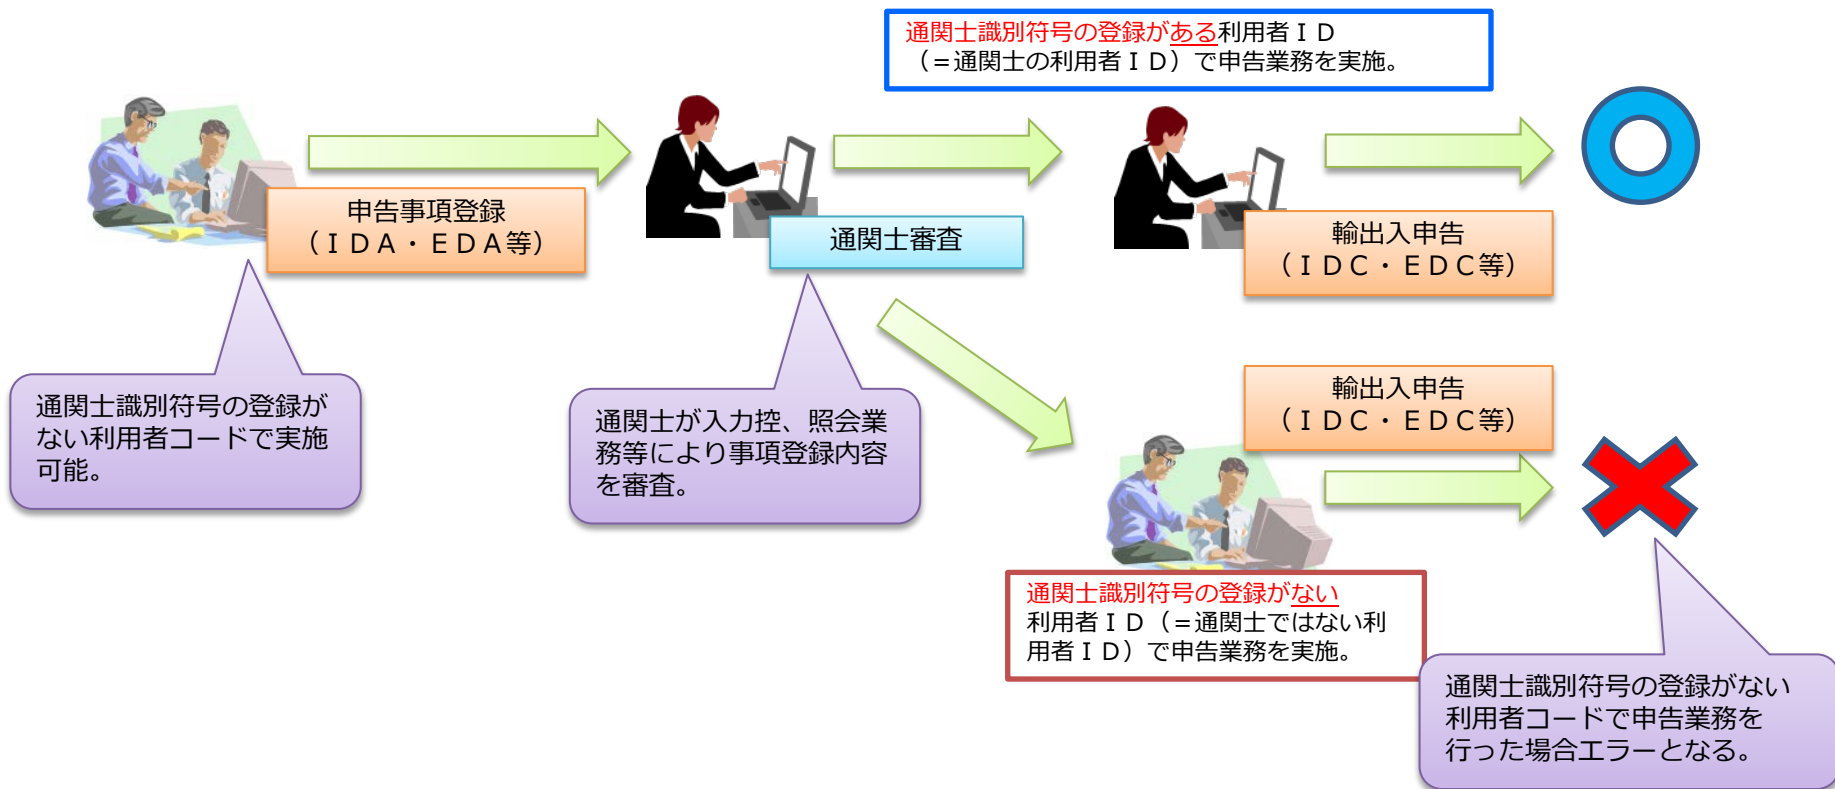 通関士識別符号の登録がある利用者ＩＤ
（＝通関士の利用者ＩＤ）で申告業務を実施。
申告事項登録
（ＩＤＡ・ＥＤＡ等）
通関士審査
輸出入申告
（ＩＤＣ・ＥＤＣ等）
通関士識別符号の登録が
ない利用者コードで実施
可能。
通関士が入力控、照会業
務等により事項登録内容
を審査。
輸出入申告
（ＩＤＣ・ＥＤＣ等）
通関士識別符号の登録がない
利用者ＩＤ（＝通関士ではない利
用者ＩＤ）で申告業務を実施。
通関士識別符号の登録がない
利用者コードで申告業務を
行った場合エラーとなる。